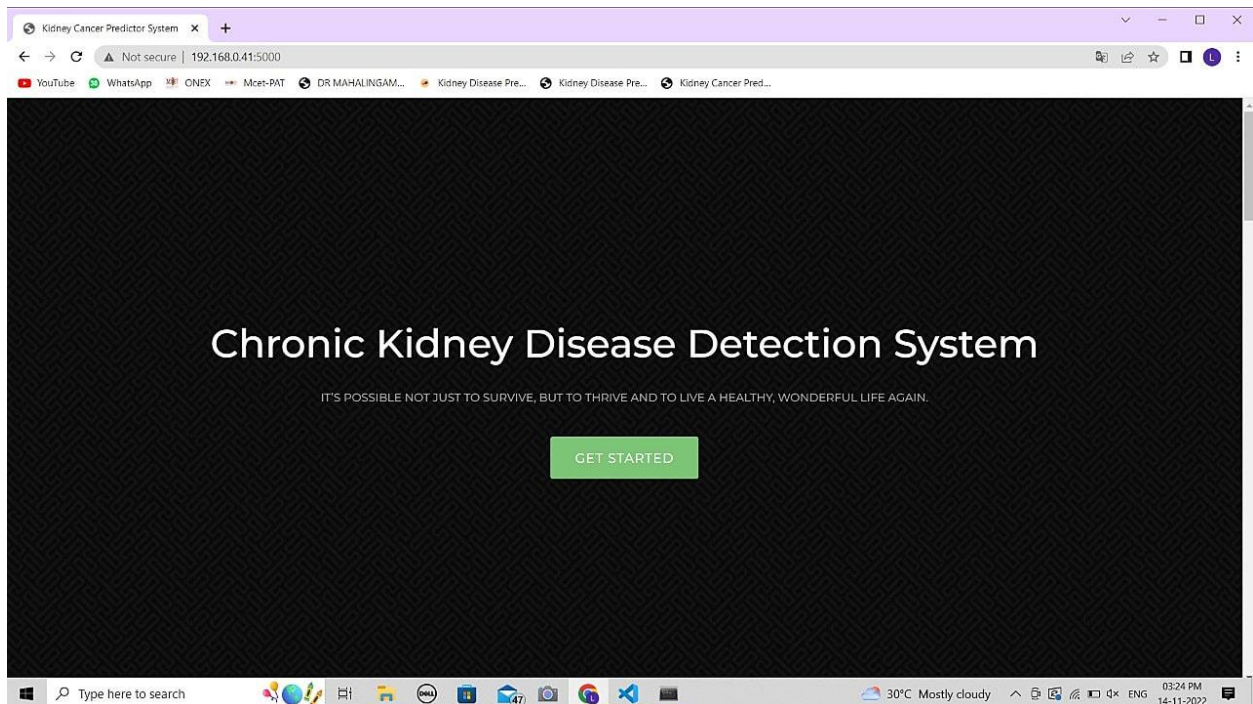 Kidney Cancer Predictor System
Not secure | 192.168.0.41:5000
YouTube WhatsApp ONEX Mcet-PAT DR MAHALINGAM... Kidney Disease Pre... Kidney Disease Pre... Kidney Cancer Pred...
Chronic Kidney Disease Detection System
IT'S POSSIBLE NOT JUST TO SURVIVE, BUT TO THRIVE AND TO LIVE A HEALTHY, WONDERFUL LIFE AGAIN.
GET STARTED
Type here to search
DELL
47
30°C Mostly cloudy
ENG
03:24 PM
14-11-2022
L